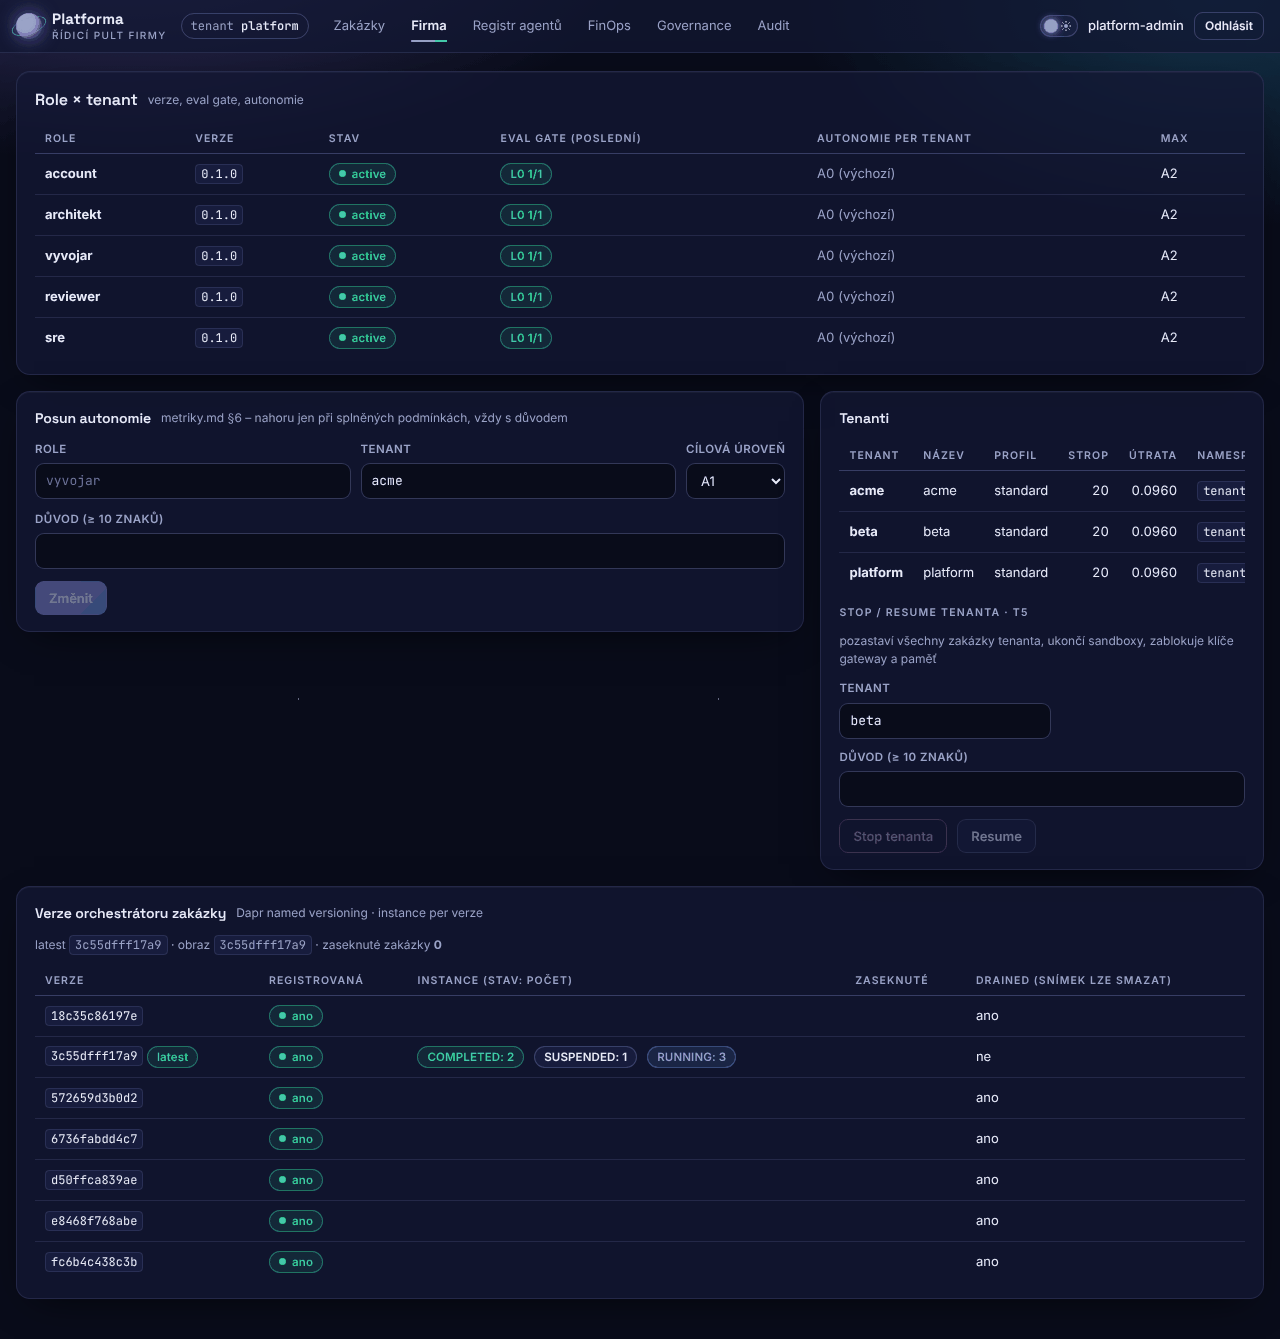 Platforma
ŘÍDICÍ PULT FIRMY
tenant platform
Zakázky Firma Registr agentů FinOps Governance Audit
platform-admin Odhlásit
Role × tenant verze, eval gate, autonomie
ROLE VERZE STAV EVAL GATE (POSLEDNÍ) AUTONOMIE PER TENANT MAX
account 0.1.0 active L0 1/1 A0 (výchozí) A2
architekt 0.1.0 active L0 1/1 A0 (výchozí) A2
vyvojar 0.1.0 active L0 1/1 A0 (výchozí) A2
reviewer 0.1.0 active L0 1/1 A0 (výchozí) A2
sre 0.1.0 active L0 1/1 A0 (výchozí) A2
Posun autonomie metriky.md §6 – nahoru jen při splněných podmínkách, vždy s důvodem
ROLE TENANT CÍLOVÁ ÚROVEŇ
vyvojar acme A1
DŮVOD (≥ 10 ZNAKŮ)
Změnit
Tenanti
TENANT NÁZEV PROFIL STROP ÚTRATA NAMESP
acme acme standard 20 0.0960 tenant
beta beta standard 20 0.0960 tenant
platform platform standard 20 0.0960 tenant
STOP / RESUME TENANTA · T5
pozastaví všechny zakázky tenanta, ukončí sandboxy, zablokuje klíče
gateway a paměť
TENANT
beta
DŮVOD (≥ 10 ZNAKŮ)
Stop tenanta Resume
Verze orchestrátoru zakázky Dapr named versioning · instance per verze
latest 3c55dfff17a9 · obraz 3c55dfff17a9 · zaseknuté zakázky 0
VERZE REGISTROVANÁ INSTANCE (STAV: POČET) ZASEKNUTÉ DRAINED (SNÍMEK LZE SMAZAT)
18c35c86197e ano ano
3c55dfff17a9 latest ano COMPLETED: 2 SUSPENDED: 1 RUNNING: 3 ne
572659d3b0d2 ano ano
6736fabdd4c7 ano ano
d50ffca839ae ano ano
e8468f768abe ano ano
fc6b4c438c3b ano ano